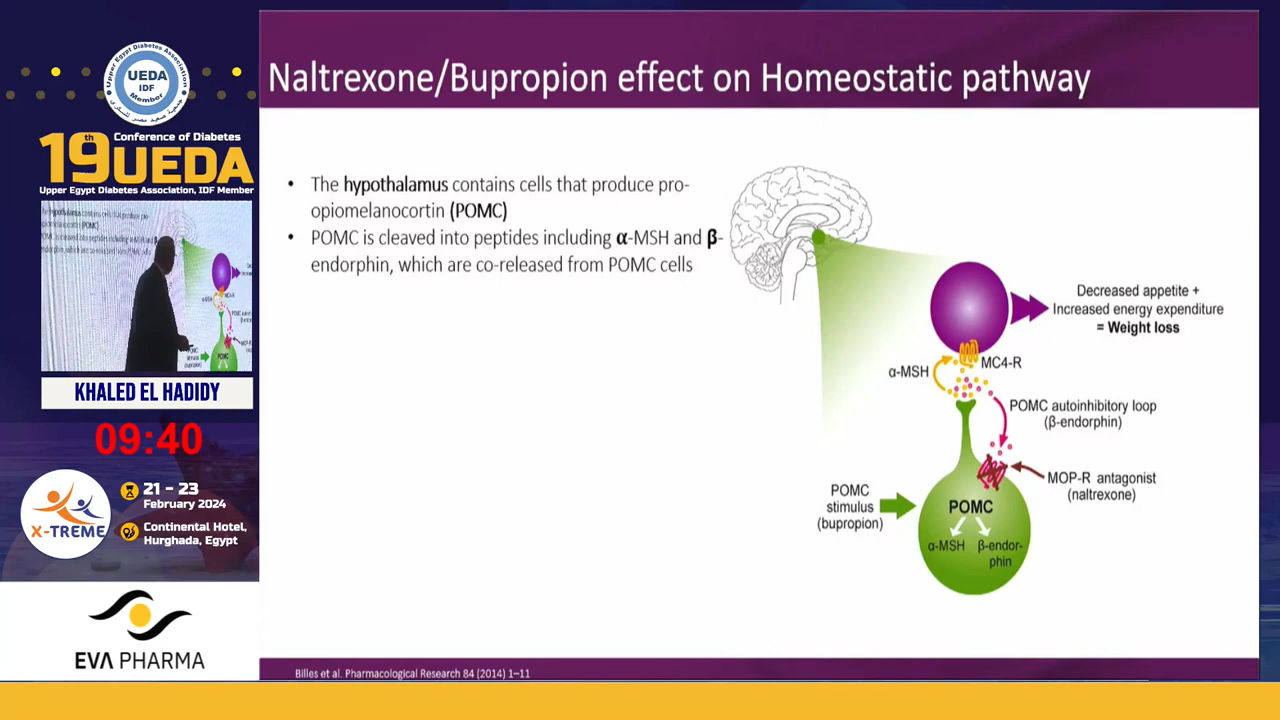 Naltrexone/Bupropion effect on Homeostatic pathway
Upper Egypt Diabetes Association
UEDA
IDF
Member
Conference of Diabetes
19th UEDA
Upper Egypt Diabetes Association, IDF Member
KHALED EL HADIDY
09:40
X-TREME
21 - 23
February 2024
Continental Hotel,
Hurghada, Egypt
EVA PHARMA
• The hypothalamus contains cells that produce pro-
opiomelanocortin (POMC)
• POMC is cleaved into peptides including α-MSH and β-
endorphin, which are co-released from POMC cells
Decreased appetite +
Increased energy expenditure
= Weight loss
MC4-R
α-MSH
POMC autoinhibitory loop
(β-endorphin)
MOP-R antagonist
(naltrexone)
POMC
stimulus
(bupropion)
POMC
α-MSH
β-endor-
phin
Billes et al. Pharmacological Research 84 (2014) 1–11